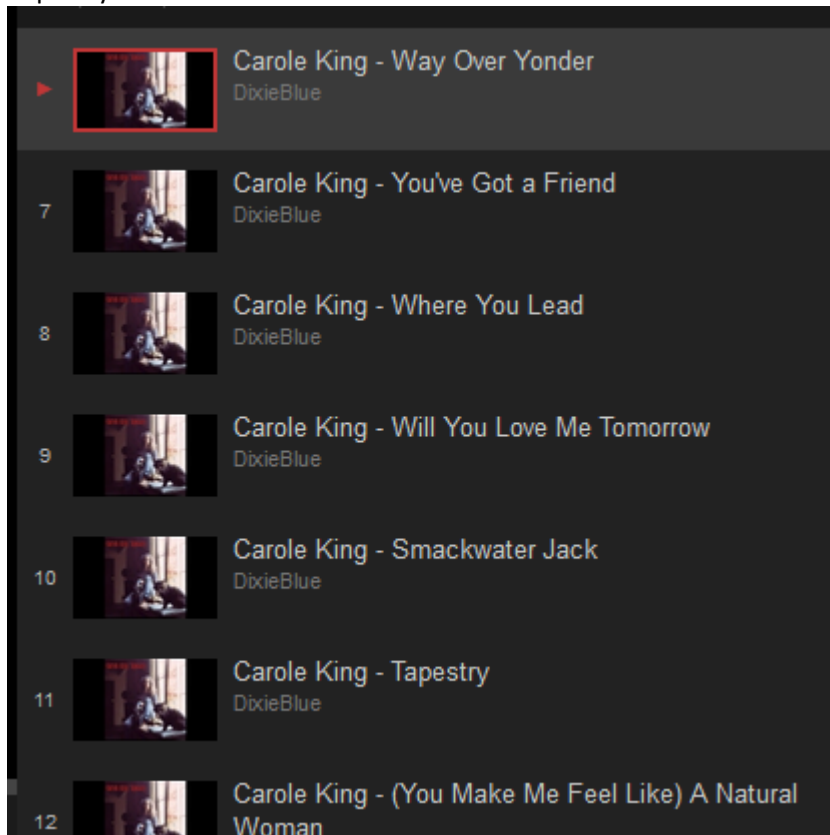 Carole King - Way Over Yonder
DixieBlue
7
Carole King - You've Got a Friend
DixieBlue
8
Carole King - Where You Lead
DixieBlue
9
Carole King - Will You Love Me Tomorrow
DixieBlue
10
Carole King - Smackwater Jack
DixieBlue
11
Carole King - Tapestry
DixieBlue
12
Carole King - (You Make Me Feel Like) A Natural
Woman